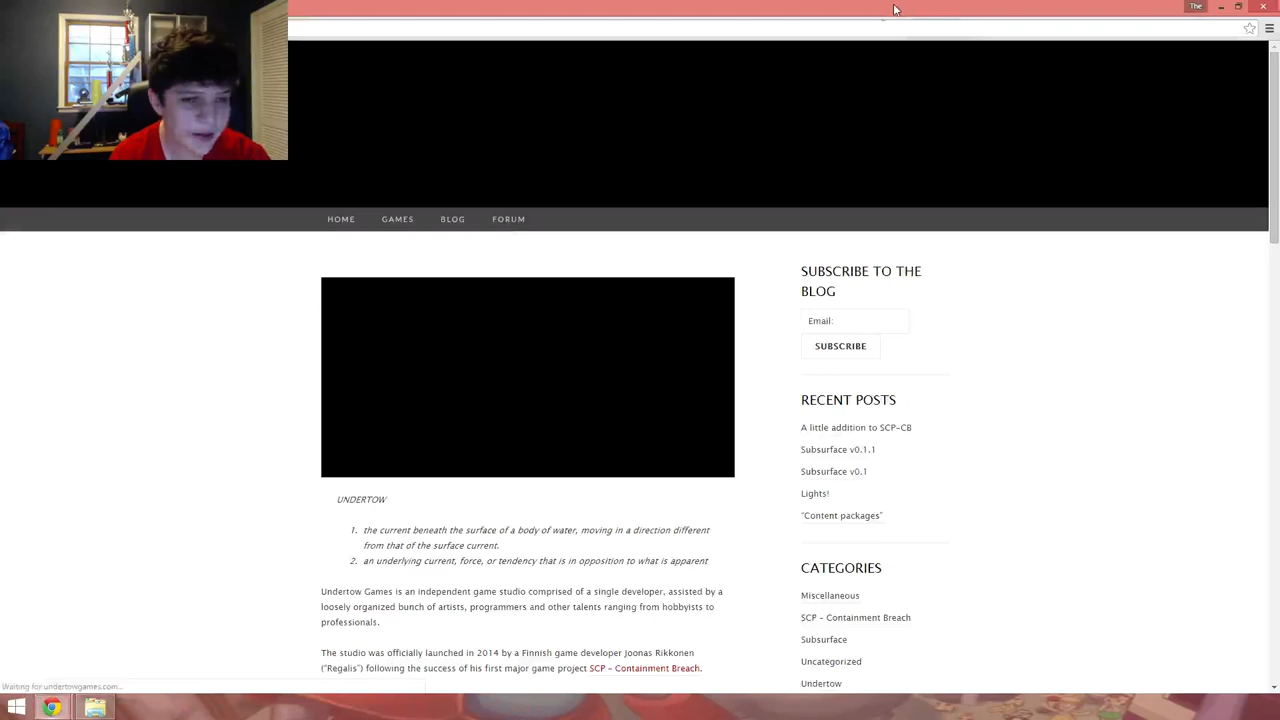 The
HOME GAMES BLOG FORUM
UNDERTOW
1. the current beneath the surface of a body of water, moving in a direction different
from that of the surface current.
2. an underlying current, force, or tendency that is in opposition to what is apparent
Undertow Games is an independent game studio comprised of a single developer, assisted by a
loosely organized bunch of artists, programmers and other talents ranging from hobbyists to
professionals.
The studio was officially launched in 2014 by a Finnish game developer Joonas Rikkonen
("Regalis") following the success of his first major game project SCP – Containment Breach.
SUBSCRIBE TO THE
BLOG
Email:
SUBSCRIBE
RECENT POSTS
A little addition to SCP-CB
Subsurface v0.1.1
Subsurface v0.1
Lights!
"Content packages"
CATEGORIES
Miscellaneous
SCP – Containment Breach
Subsurface
Uncategorized
Undertow
Waiting for undertowgames.com...